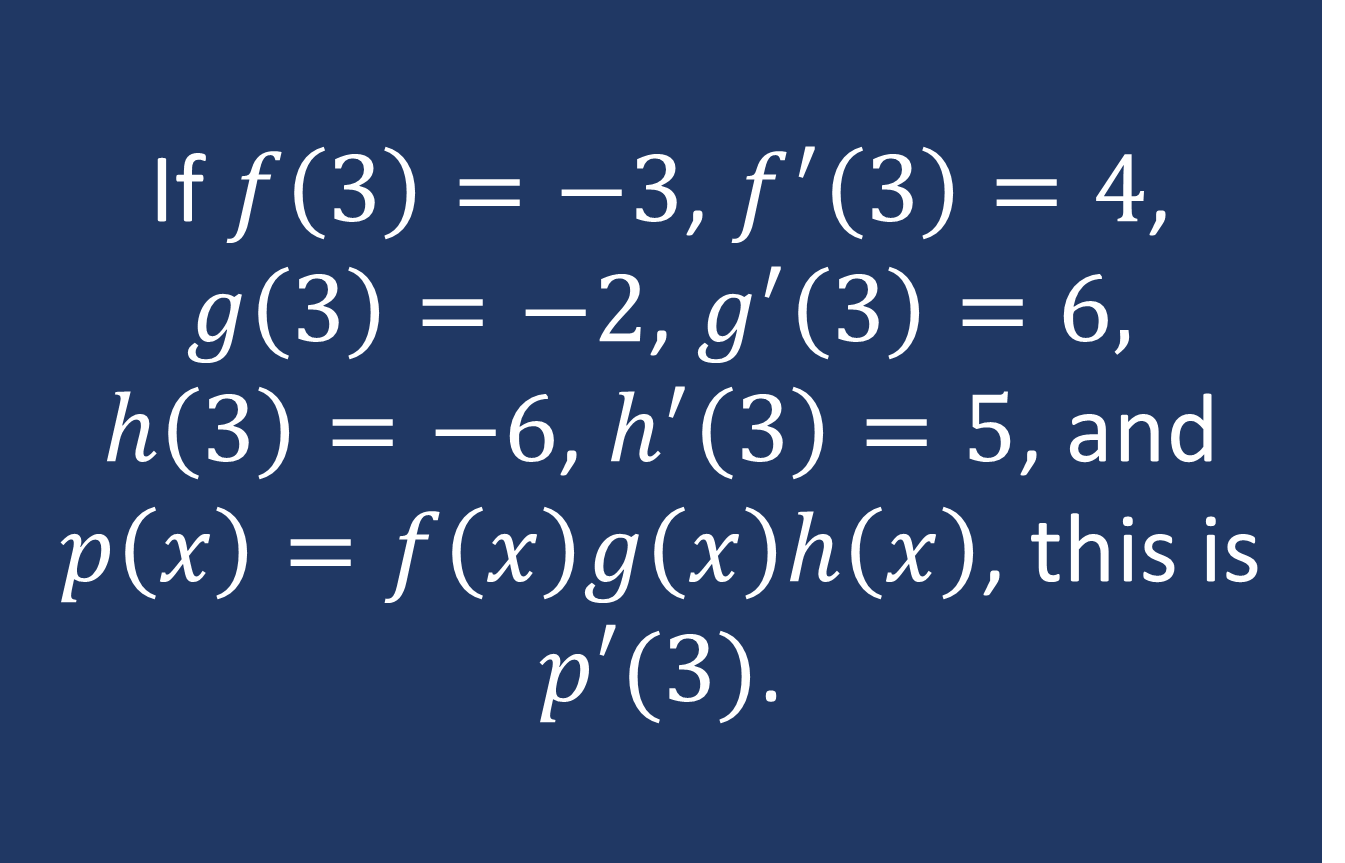 If f(3) = −3, f′(3) = 4,
g(3) = −2, g′(3) = 6,
h(3) = −6, h′(3) = 5, and
p(x) = f(x)g(x)h(x), this is
p′(3).